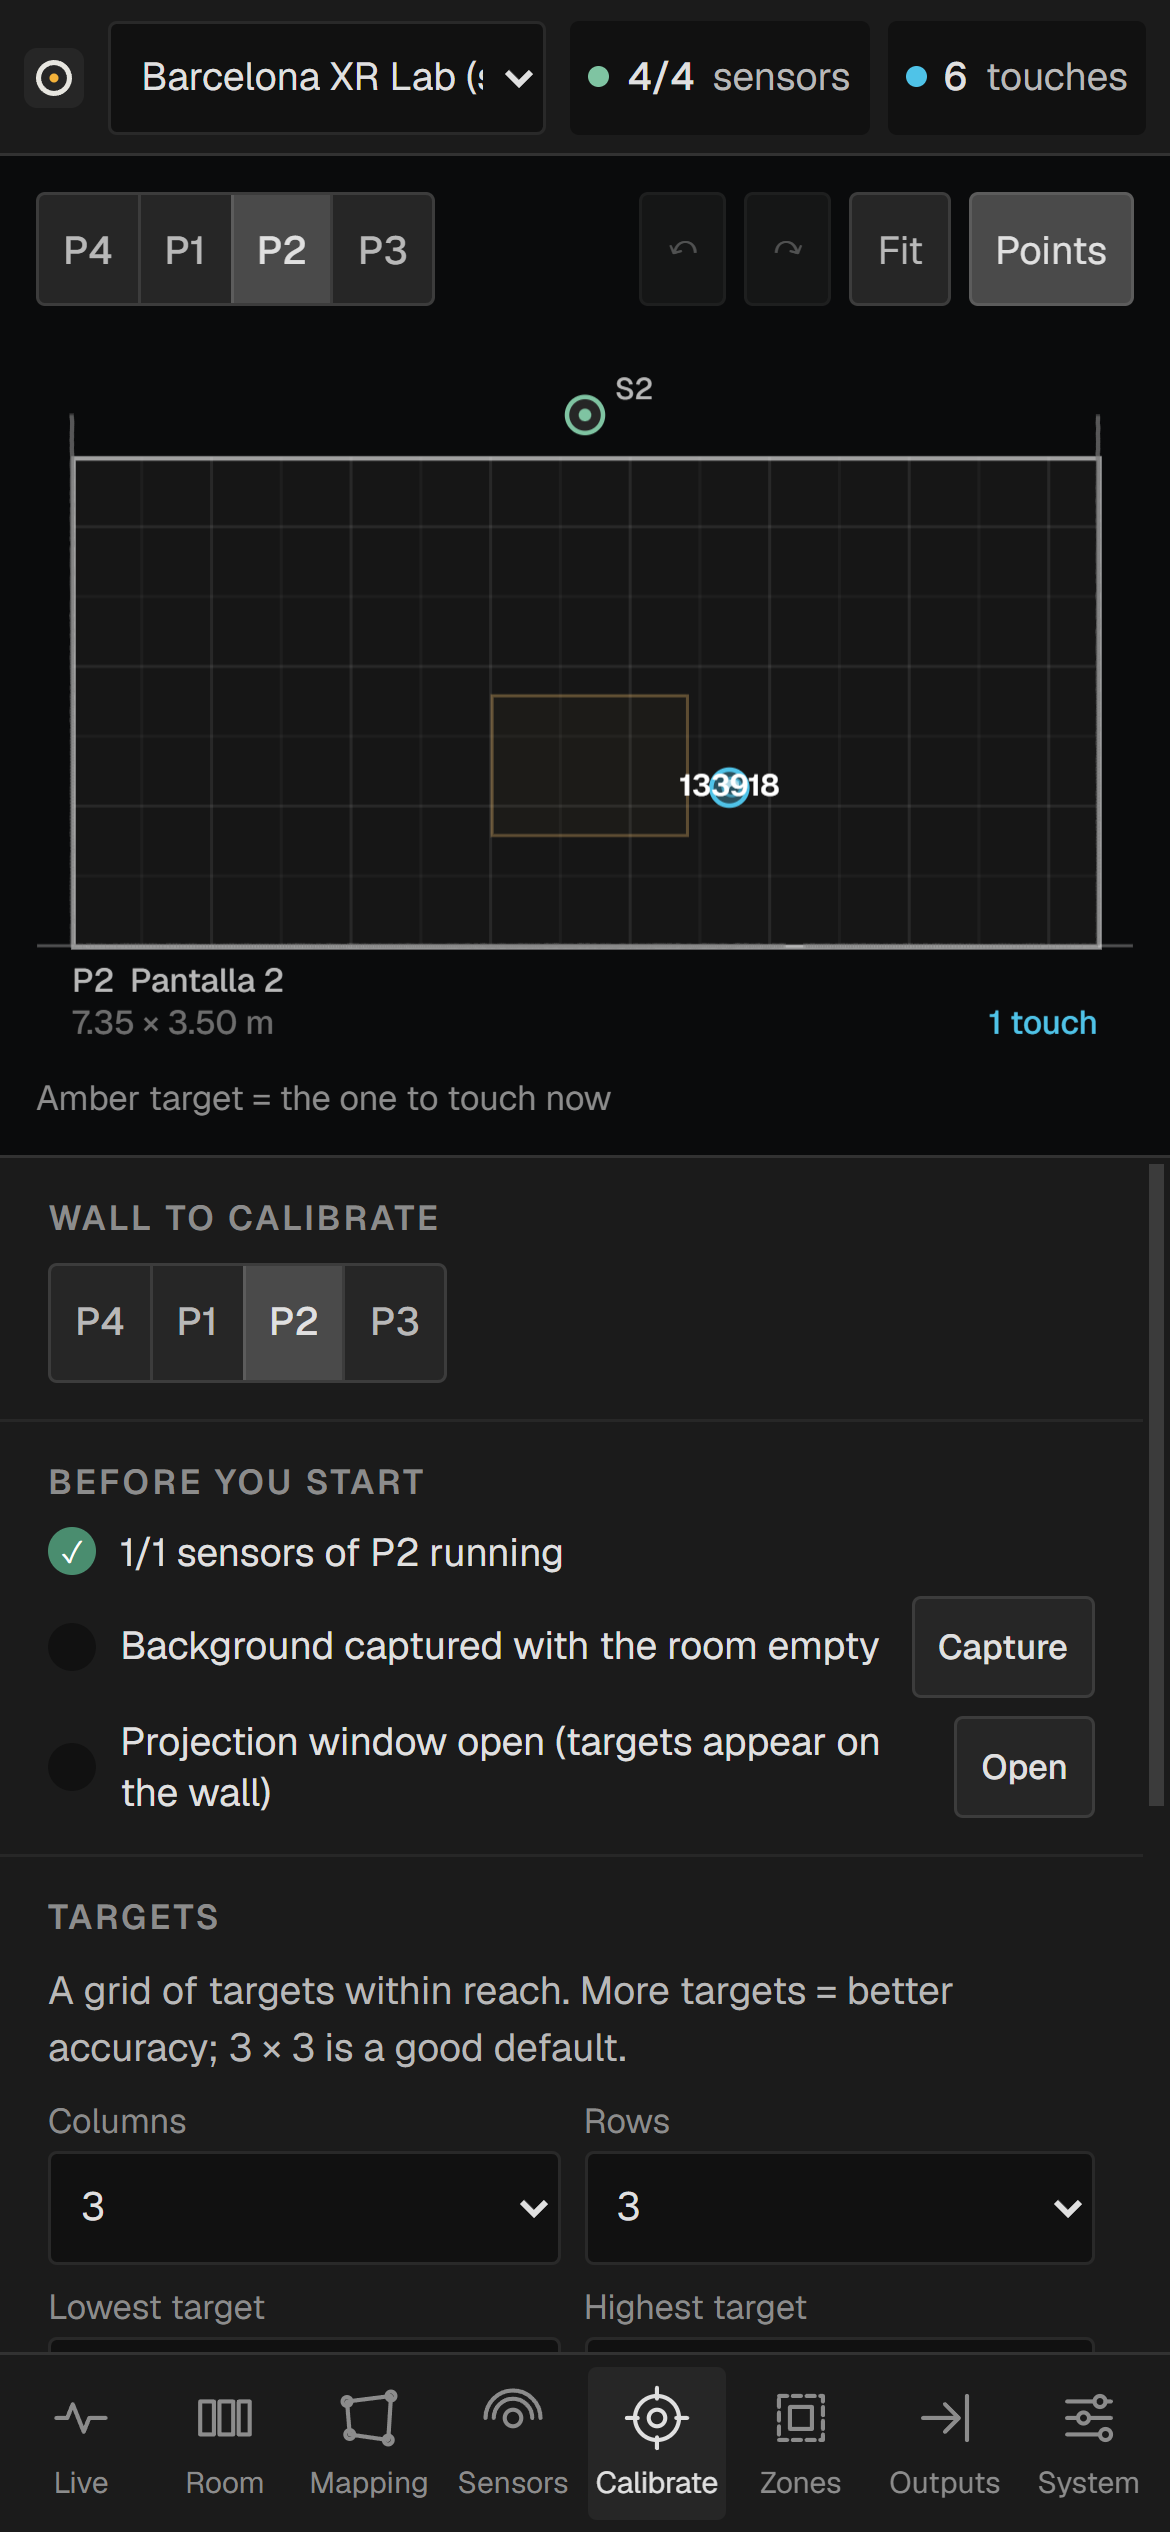 Barcelona XR Lab (s
4/4 sensors
6 touches
P4 P1 P2 P3
Fit
Points
S2
133918
P2 Pantalla 2
7.35 × 3.50 m
1 touch
Amber target = the one to touch now
WALL TO CALIBRATE
P4 P1 P2 P3
BEFORE YOU START
1/1 sensors of P2 running
Background captured with the room empty
Capture
Projection window open (targets appear on
the wall)
Open
TARGETS
A grid of targets within reach. More targets = better
accuracy; 3 × 3 is a good default.
Columns Rows
3 3
Lowest target Highest target
Live Room Mapping Sensors Calibrate Zones Outputs System